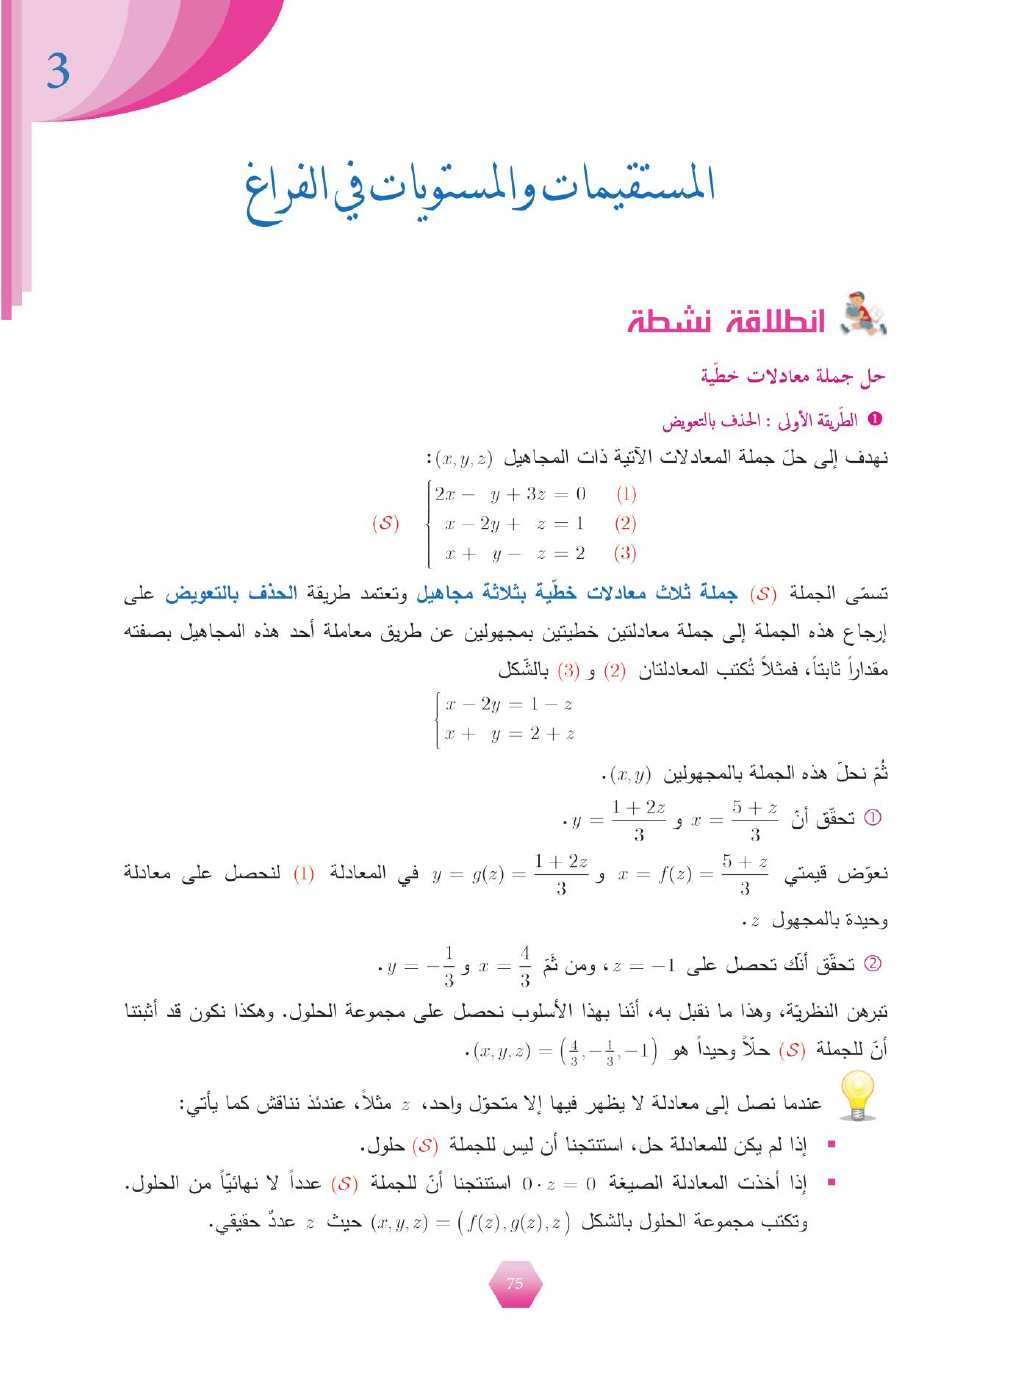 3
المستقيمات والمستويات في الفراغ
انطلاقة نشطة
حل جملة معادلات خطّية
❶ الطّريقة الأولى : الحذف بالتعويض
نهدف إلى حلّ جملة المعادلات الآتية ذات المجاهيل (x, y, z):
2x − y + 3z = 0 (1)
(S) x − 2y + z = 1 (2)
x + y − z = 2 (3)
تسمّى الجملة (S) جملة ثلاث معادلات خطّية بثلاثة مجاهيل وتعتمد طريقة الحذف بالتعويض على
إرجاع هذه الجملة إلى جملة معادلتين خطيتين بمجهولين عن طريق معاملة أحد هذه المجاهيل بصفته
مقداراً ثابتاً، فمثلاً تُكتب المعادلتان (2) و (3) بالشّكل
x − 2y = 1 − z
x + y = 2 + z
ثُمّ نحلّ هذه الجملة بالمجهولين (x, y).
① تحقّق أنّ x = (5 + z)/3 و y = (1 + 2z)/3.
نعوّض قيمتي x = f(z) = (5 + z)/3 و y = g(z) = (1 + 2z)/3 في المعادلة (1) لنحصل على معادلة
وحيدة بالمجهول z.
② تحقّق أنّك تحصل على z = −1، ومن ثَمّ x = 4/3 و y = −1/3.
تبرهن النظريّة، وهذا ما نقبل به، أنّنا بهذا الأسلوب نحصل على مجموعة الحلول. وهكذا نكون قد أثبتنا
أنّ للجملة (S) حلّاً وحيداً هو (x, y, z) = (4/3, −1/3, −1).
عندما نصل إلى معادلة لا يظهر فيها إلا متحوّل واحد، z مثلاً، عندئذ نناقش كما يأتي:
▪ إذا لم يكن للمعادلة حل، استنتجنا أن ليس للجملة (S) حلول.
▪ إذا أخذت المعادلة الصيغة 0·z = 0 استنتجنا أنّ للجملة (S) عدداً لا نهائيّاً من الحلول.
وتكتب مجموعة الحلول بالشكل (x, y, z) = (f(z), g(z), z) حيث z عددٌ حقيقي.
75